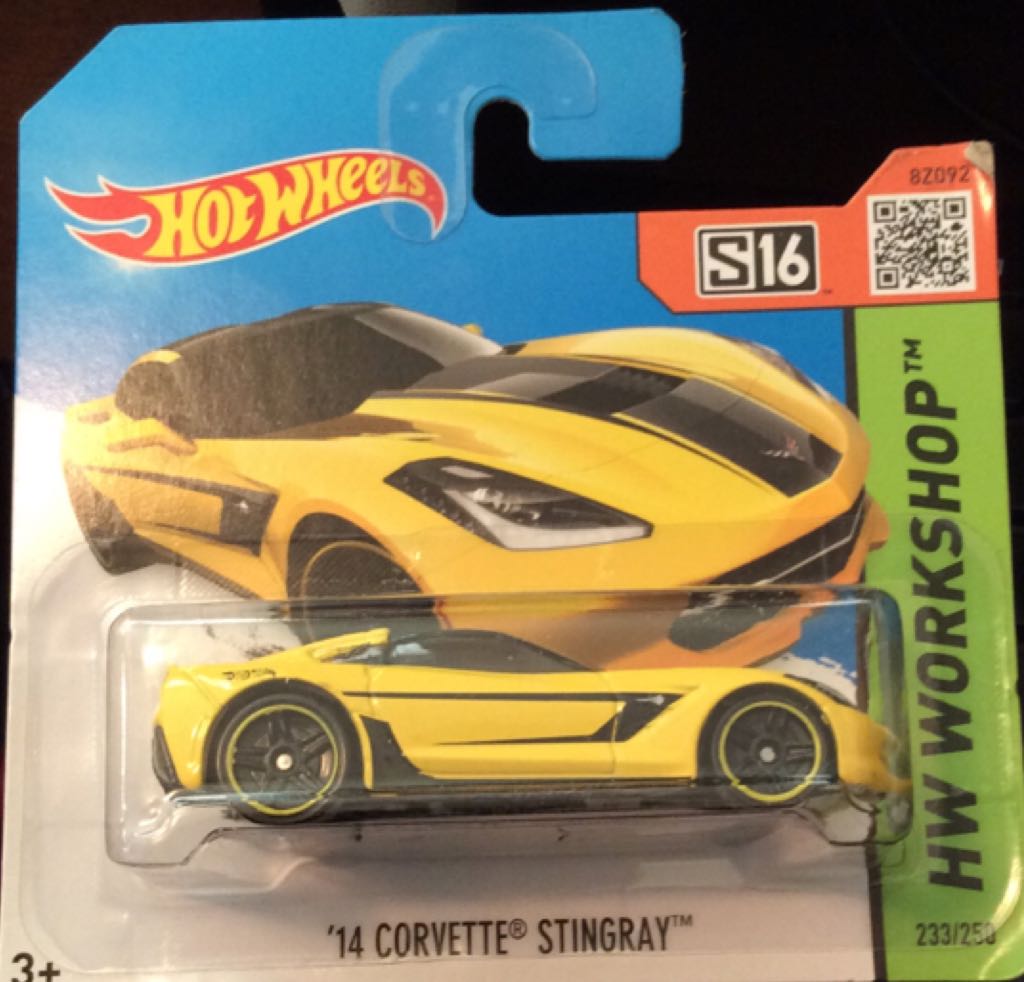 HOT WHEELS
8Z092
S16
HW WORKSHOP™
'14 CORVETTE® STINGRAY™
233/250
3+